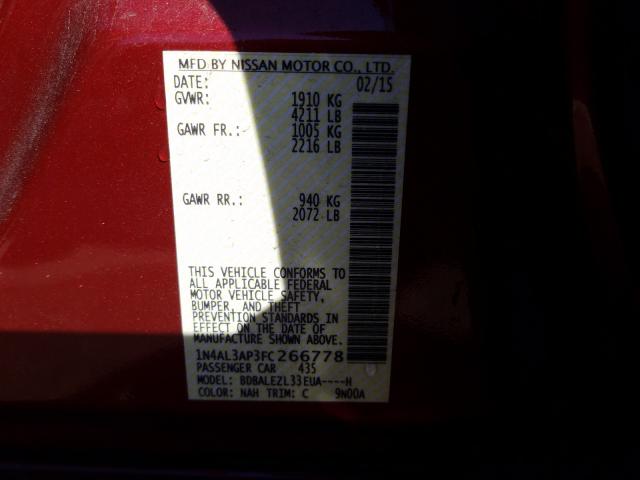 MFD BY NISSAN MOTOR CO., LTD.
DATE: 02/15
GVWR: 1910 KG
4211 LB
GAWR FR.: 1005 KG
2216 LB
GAWR RR.: 940 KG
2072 LB
THIS VEHICLE CONFORMS TO
ALL APPLICABLE FEDERAL
MOTOR VEHICLE SAFETY,
BUMPER, AND THEFT
PREVENTION STANDARDS IN
EFFECT ON THE DATE OF
MANUFACTURE SHOWN ABOVE.
1N4AL3AP3FC266778
PASSENGER CAR 435
MODEL: BDBALEZL33EUA----H
COLOR: NAH TRIM: C 9N00A